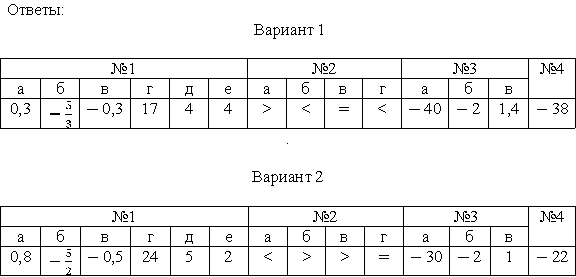 Ответы:
Вариант 1
№1 №2 №3 №4
а б в г д е а б в г а б в
0,3 − 5/3 − 0,3 17 4 4 > < = < − 40 − 2 1,4 − 38
Вариант 2
№1 №2 №3 №4
а б в г д е а б в г а б в
0,8 − 5/2 − 0,5 24 5 2 < > > = − 30 − 2 1 − 22